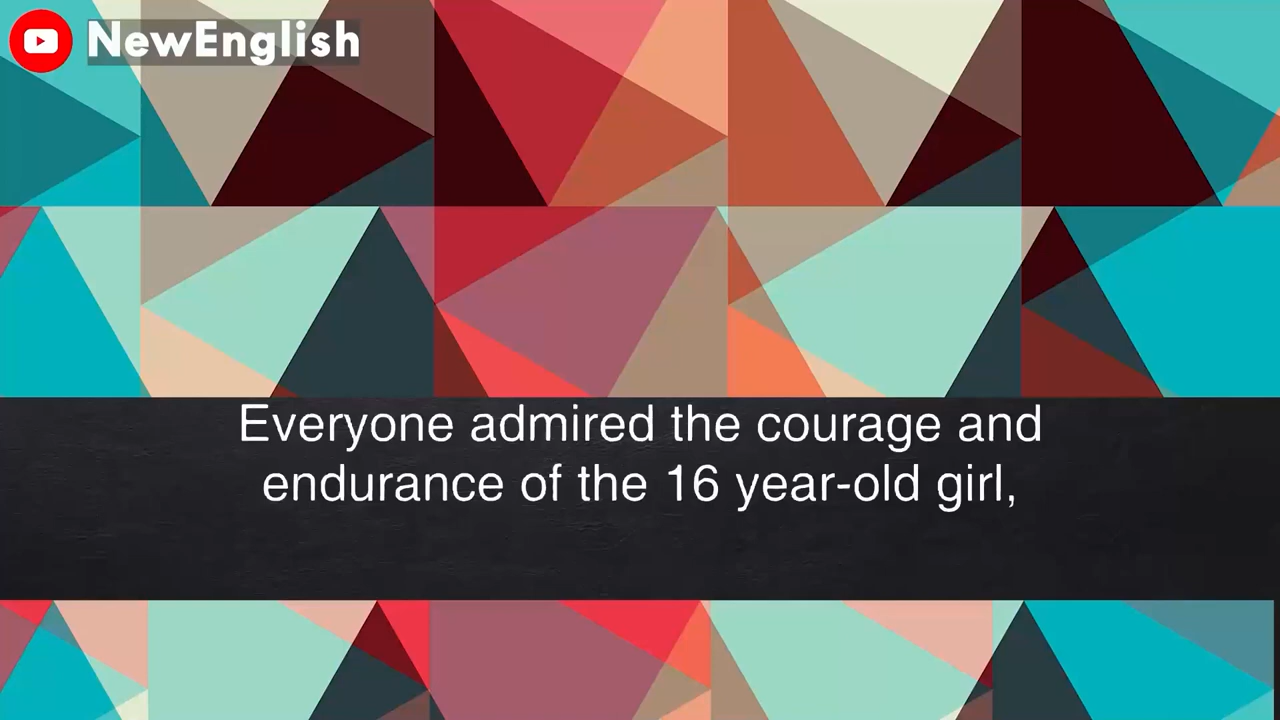 NewEnglish
Everyone admired the courage and
endurance of the 16 year-old girl,